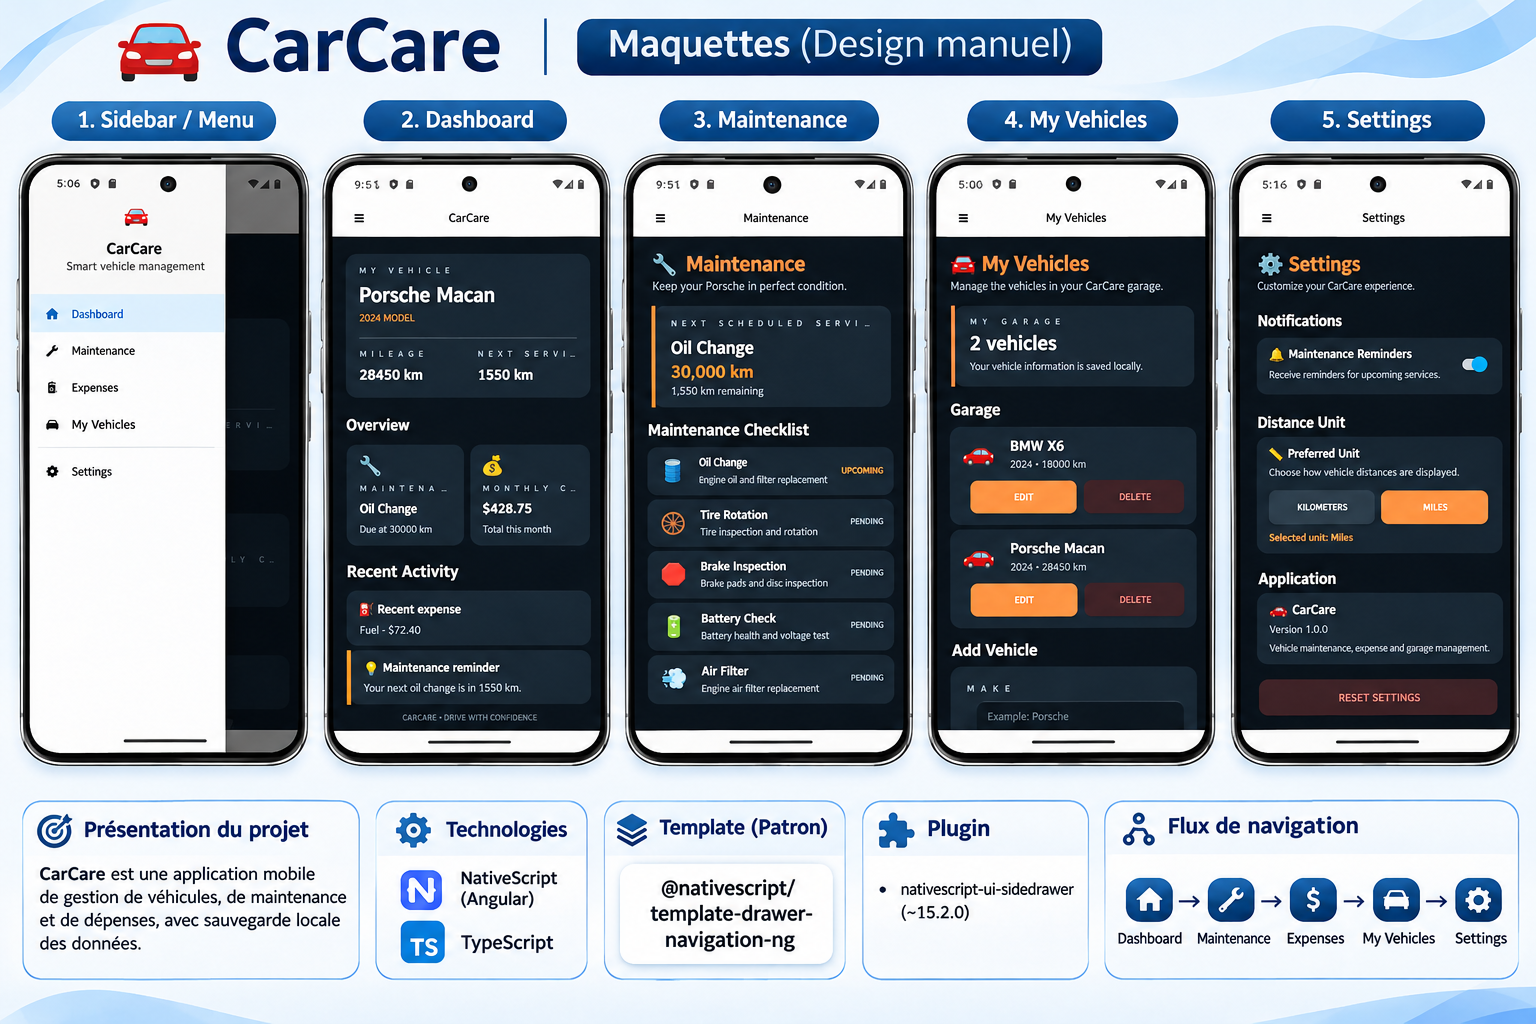 CarCare
Maquettes (Design manuel)
1. Sidebar / Menu
5:06
CarCare
Smart vehicle management
Dashboard
Maintenance
Expenses
My Vehicles
Settings
E R V I …
L Y C …
2. Dashboard
9:51
CarCare
MY VEHICLE
Porsche Macan
2024 MODEL
MILEAGE
NEXT SERVI…
28450 km
1550 km
Overview
MAINTENA…
Oil Change
Due at 30000 km
MONTHLY C…
$428.75
Total this month
Recent Activity
Recent expense
Fuel - $72.40
Maintenance reminder
Your next oil change is in 1550 km.
CARCARE • DRIVE WITH CONFIDENCE
3. Maintenance
9:51
Maintenance
Maintenance
Keep your Porsche in perfect condition.
NEXT SCHEDULED SERVI…
Oil Change
30,000 km
1,550 km remaining
Maintenance Checklist
Oil Change
Engine oil and filter replacement
UPCOMING
Tire Rotation
Tire inspection and rotation
PENDING
Brake Inspection
Brake pads and disc inspection
PENDING
Battery Check
Battery health and voltage test
PENDING
Air Filter
Engine air filter replacement
PENDING
4. My Vehicles
5:00
My Vehicles
My Vehicles
Manage the vehicles in your CarCare garage.
MY GARAGE
2 vehicles
Your vehicle information is saved locally.
Garage
BMW X6
2024 • 18000 km
EDIT
DELETE
Porsche Macan
2024 • 28450 km
EDIT
DELETE
Add Vehicle
MAKE
Example: Porsche
5. Settings
5:16
Settings
Settings
Customize your CarCare experience.
Notifications
Maintenance Reminders
Receive reminders for upcoming services.
Distance Unit
Preferred Unit
Choose how vehicle distances are displayed.
KILOMETERS
MILES
Selected unit: Miles
Application
CarCare
Version 1.0.0
Vehicle maintenance, expense and garage management.
RESET SETTINGS
Présentation du projet
CarCare est une application mobile
de gestion de véhicules, de maintenance
et de dépenses, avec sauvegarde locale
des données.
Technologies
N
NativeScript
(Angular)
TS
TypeScript
Template (Patron)
@nativescript/
template-drawer-
navigation-ng
Plugin
• nativescript-ui-sidedrawer
(~15.2.0)
Flux de navigation
Dashboard
Maintenance
$
Expenses
My Vehicles
Settings